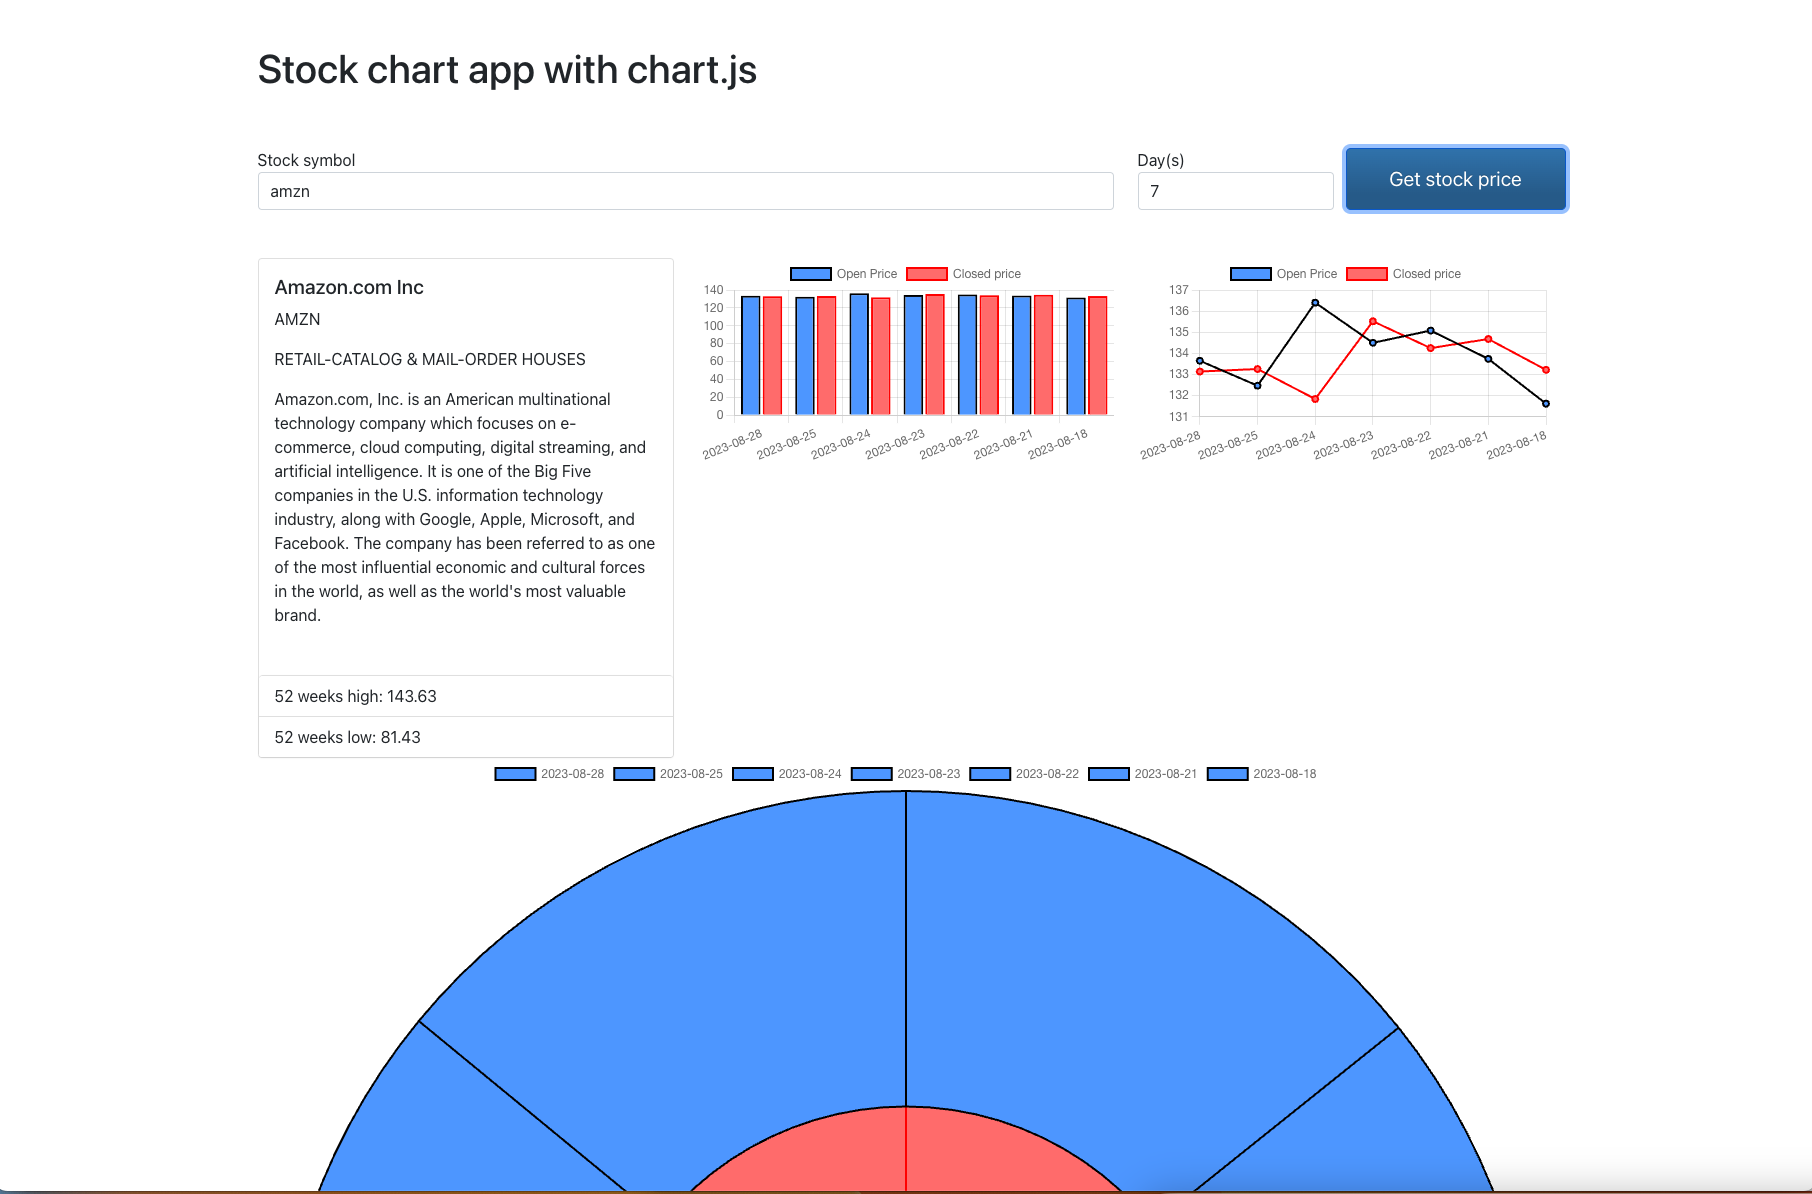 Stock chart app with chart.js
Stock symbol
amzn
Day(s)
7
Get stock price
Amazon.com Inc
AMZN
RETAIL-CATALOG & MAIL-ORDER HOUSES
Amazon.com, Inc. is an American multinational
technology company which focuses on e-
commerce, cloud computing, digital streaming, and
artificial intelligence. It is one of the Big Five
companies in the U.S. information technology
industry, along with Google, Apple, Microsoft, and
Facebook. The company has been referred to as one
of the most influential economic and cultural forces
in the world, as well as the world's most valuable
brand.
52 weeks high: 143.63
52 weeks low: 81.43
Open Price Closed price
140
120
100
80
60
40
20
0
2023-08-28 2023-08-25 2023-08-24 2023-08-23 2023-08-22 2023-08-21 2023-08-18
Open Price Closed price
137
136
135
134
133
132
131
2023-08-28 2023-08-25 2023-08-24 2023-08-23 2023-08-22 2023-08-21 2023-08-18
2023-08-28 2023-08-25 2023-08-24 2023-08-23 2023-08-22 2023-08-21 2023-08-18